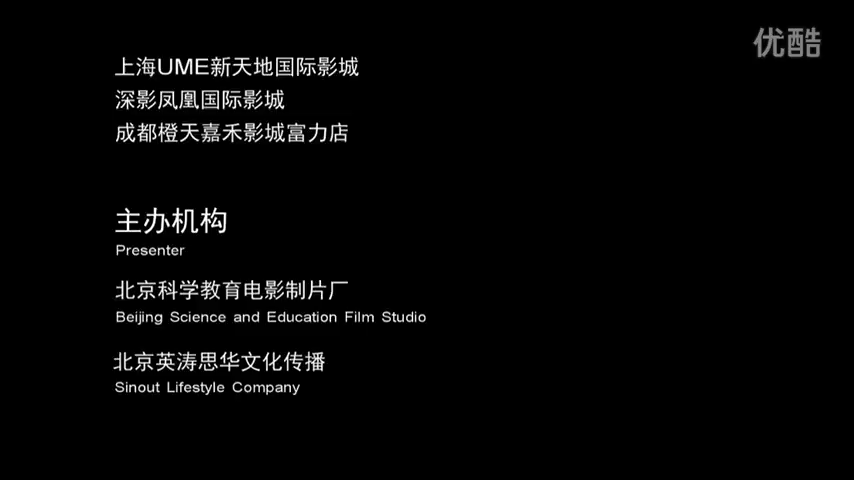 优酷
上海UME新天地国际影城
深影凤凰国际影城
成都橙天嘉禾影城富力店
主办机构
Presenter
北京科学教育电影制片厂
Beijing Science and Education Film Studio
北京英涛思华文化传播
Sinout Lifestyle Company